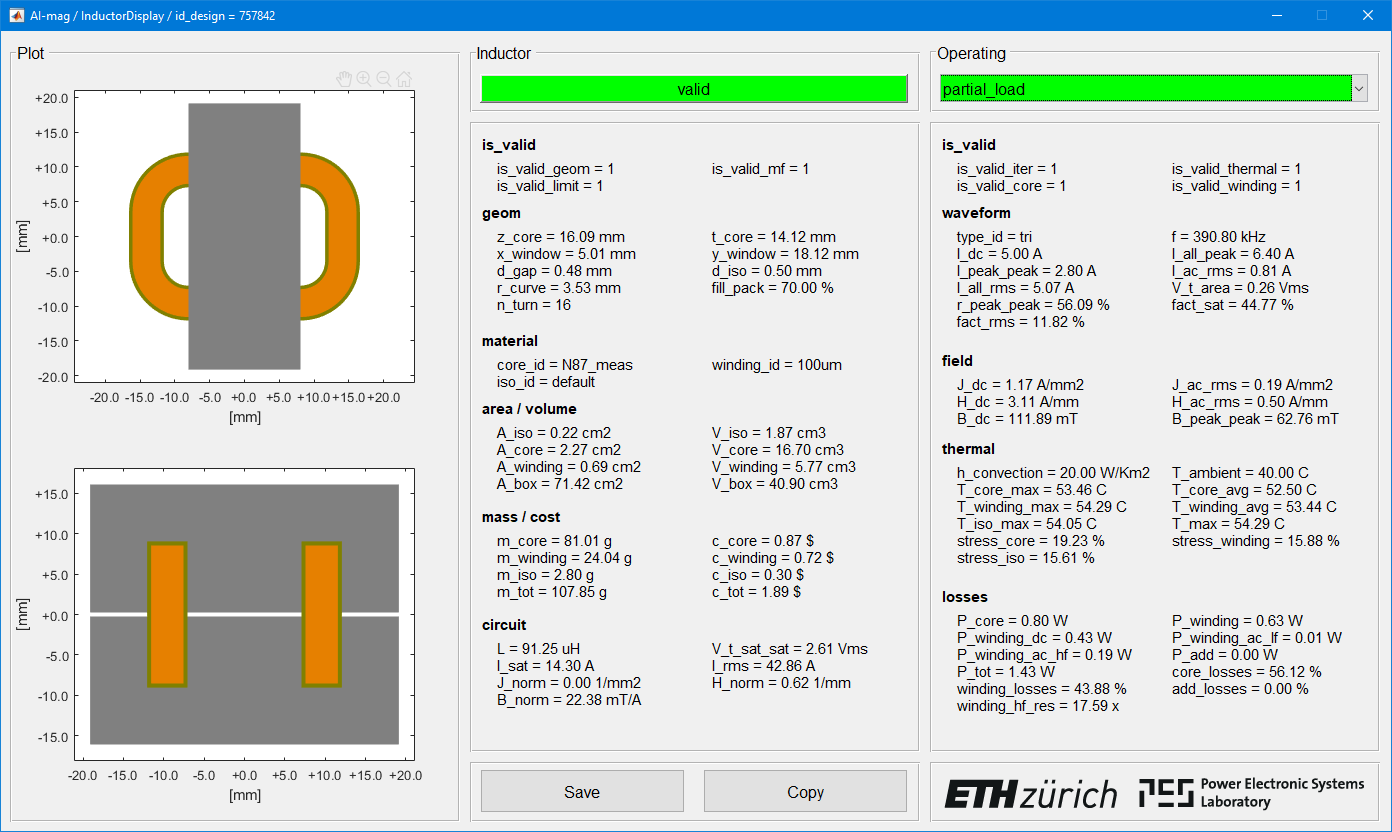 AI-mag / InductorDisplay / id_design = 757842
Plot
+20.0
+15.0
+10.0
+5.0
+0.0
-5.0
-10.0
-15.0
-20.0
[mm]
-20.0 -15.0 -10.0 -5.0 +0.0 +5.0 +10.0 +15.0 +20.0
[mm]
+15.0
+10.0
+5.0
+0.0
-5.0
-10.0
-15.0
[mm]
-20.0 -15.0 -10.0 -5.0 +0.0 +5.0 +10.0 +15.0 +20.0
[mm]
Inductor
valid
is_valid
is_valid_geom = 1 is_valid_mf = 1
is_valid_limit = 1
geom
z_core = 16.09 mm t_core = 14.12 mm
x_window = 5.01 mm y_window = 18.12 mm
d_gap = 0.48 mm d_iso = 0.50 mm
r_curve = 3.53 mm fill_pack = 70.00 %
n_turn = 16
material
core_id = N87_meas winding_id = 100um
iso_id = default
area / volume
A_iso = 0.22 cm2 V_iso = 1.87 cm3
A_core = 2.27 cm2 V_core = 16.70 cm3
A_winding = 0.69 cm2 V_winding = 5.77 cm3
A_box = 71.42 cm2 V_box = 40.90 cm3
mass / cost
m_core = 81.01 g c_core = 0.87 $
m_winding = 24.04 g c_winding = 0.72 $
m_iso = 2.80 g c_iso = 0.30 $
m_tot = 107.85 g c_tot = 1.89 $
circuit
L = 91.25 uH V_t_sat_sat = 2.61 Vms
I_sat = 14.30 A I_rms = 42.86 A
J_norm = 0.00 1/mm2 H_norm = 0.62 1/mm
B_norm = 22.38 mT/A
Save Copy
Operating
partial_load
is_valid
is_valid_iter = 1 is_valid_thermal = 1
is_valid_core = 1 is_valid_winding = 1
waveform
type_id = tri f = 390.80 kHz
I_dc = 5.00 A I_all_peak = 6.40 A
I_peak_peak = 2.80 A I_ac_rms = 0.81 A
I_all_rms = 5.07 A V_t_area = 0.26 Vms
r_peak_peak = 56.09 % fact_sat = 44.77 %
fact_rms = 11.82 %
field
J_dc = 1.17 A/mm2 J_ac_rms = 0.19 A/mm2
H_dc = 3.11 A/mm H_ac_rms = 0.50 A/mm
B_dc = 111.89 mT B_peak_peak = 62.76 mT
thermal
h_convection = 20.00 W/Km2 T_ambient = 40.00 C
T_core_max = 53.46 C T_core_avg = 52.50 C
T_winding_max = 54.29 C T_winding_avg = 53.44 C
T_iso_max = 54.05 C T_max = 54.29 C
stress_core = 19.23 % stress_winding = 15.88 %
stress_iso = 15.61 %
losses
P_core = 0.80 W P_winding = 0.63 W
P_winding_dc = 0.43 W P_winding_ac_lf = 0.01 W
P_winding_ac_hf = 0.19 W P_add = 0.00 W
P_tot = 1.43 W core_losses = 56.12 %
winding_losses = 43.88 % add_losses = 0.00 %
winding_hf_res = 17.59 x
ETH zürich PES Power Electronic Systems
Laboratory